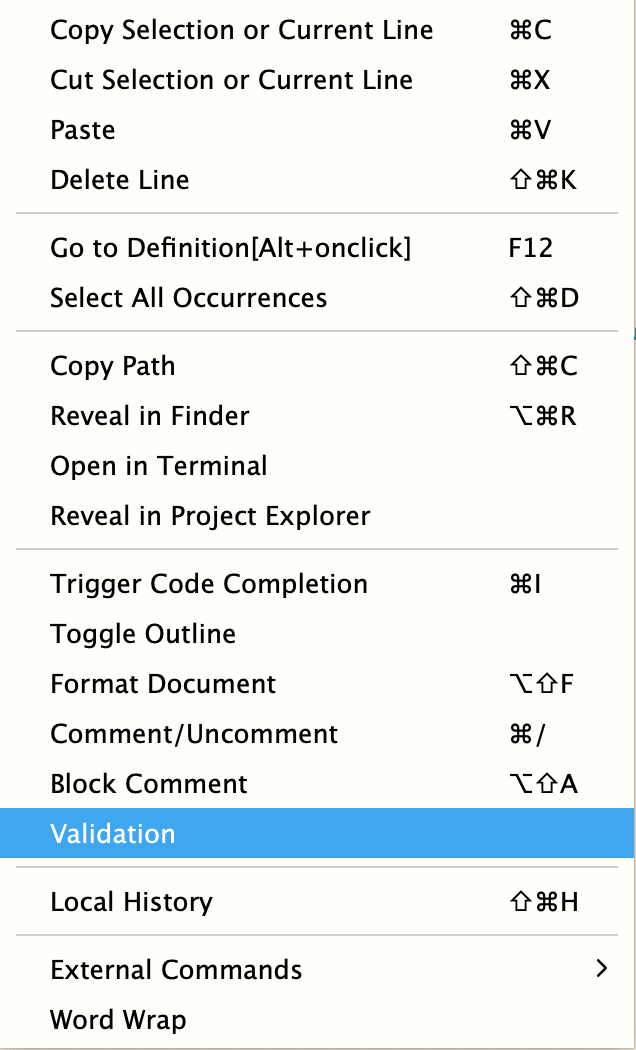 Copy Selection or Current Line ⌘C
Cut Selection or Current Line ⌘X
Paste ⌘V
Delete Line ⇧⌘K
Go to Definition[Alt+onclick] F12
Select All Occurrences ⇧⌘D
Copy Path ⇧⌘C
Reveal in Finder ⌥⌘R
Open in Terminal
Reveal in Project Explorer
Trigger Code Completion ⌘I
Toggle Outline
Format Document ⌥⇧F
Comment/Uncomment ⌘/
Block Comment ⌥⇧A
Validation
Local History ⇧⌘H
External Commands
Word Wrap